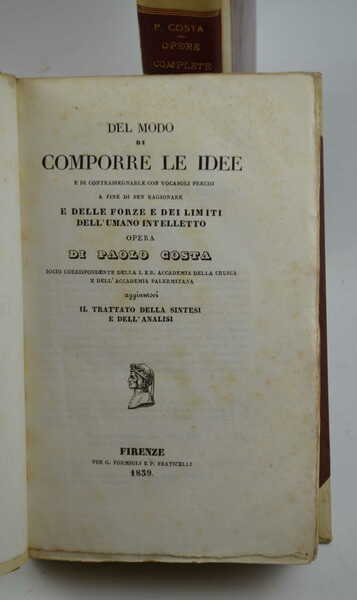 P. COSTA
OPERE
COMPLETE
DEL MODO
DI
COMPORRE LE IDEE
E DI CONTRASSEGNARLE CON VOCABOLI PRECISI
A FINE DI BEN RAGIONARE
E DELLE FORZE E DEI LIMITI
DELL'UMANO INTELLETTO
OPERA
DI PAOLO COSTA
SOCIO CORRISPONDENTE DELLA I. E R. ACCADEMIA DELLA CRUSCA
E DELL'ACCADEMIA PALERMITANA
aggiuntovi
IL TRATTATO DELLA SINTESI
E DELL'ANALISI
FIRENZE
PER G. FORMIGLI E P. FRATICELLI
1839.